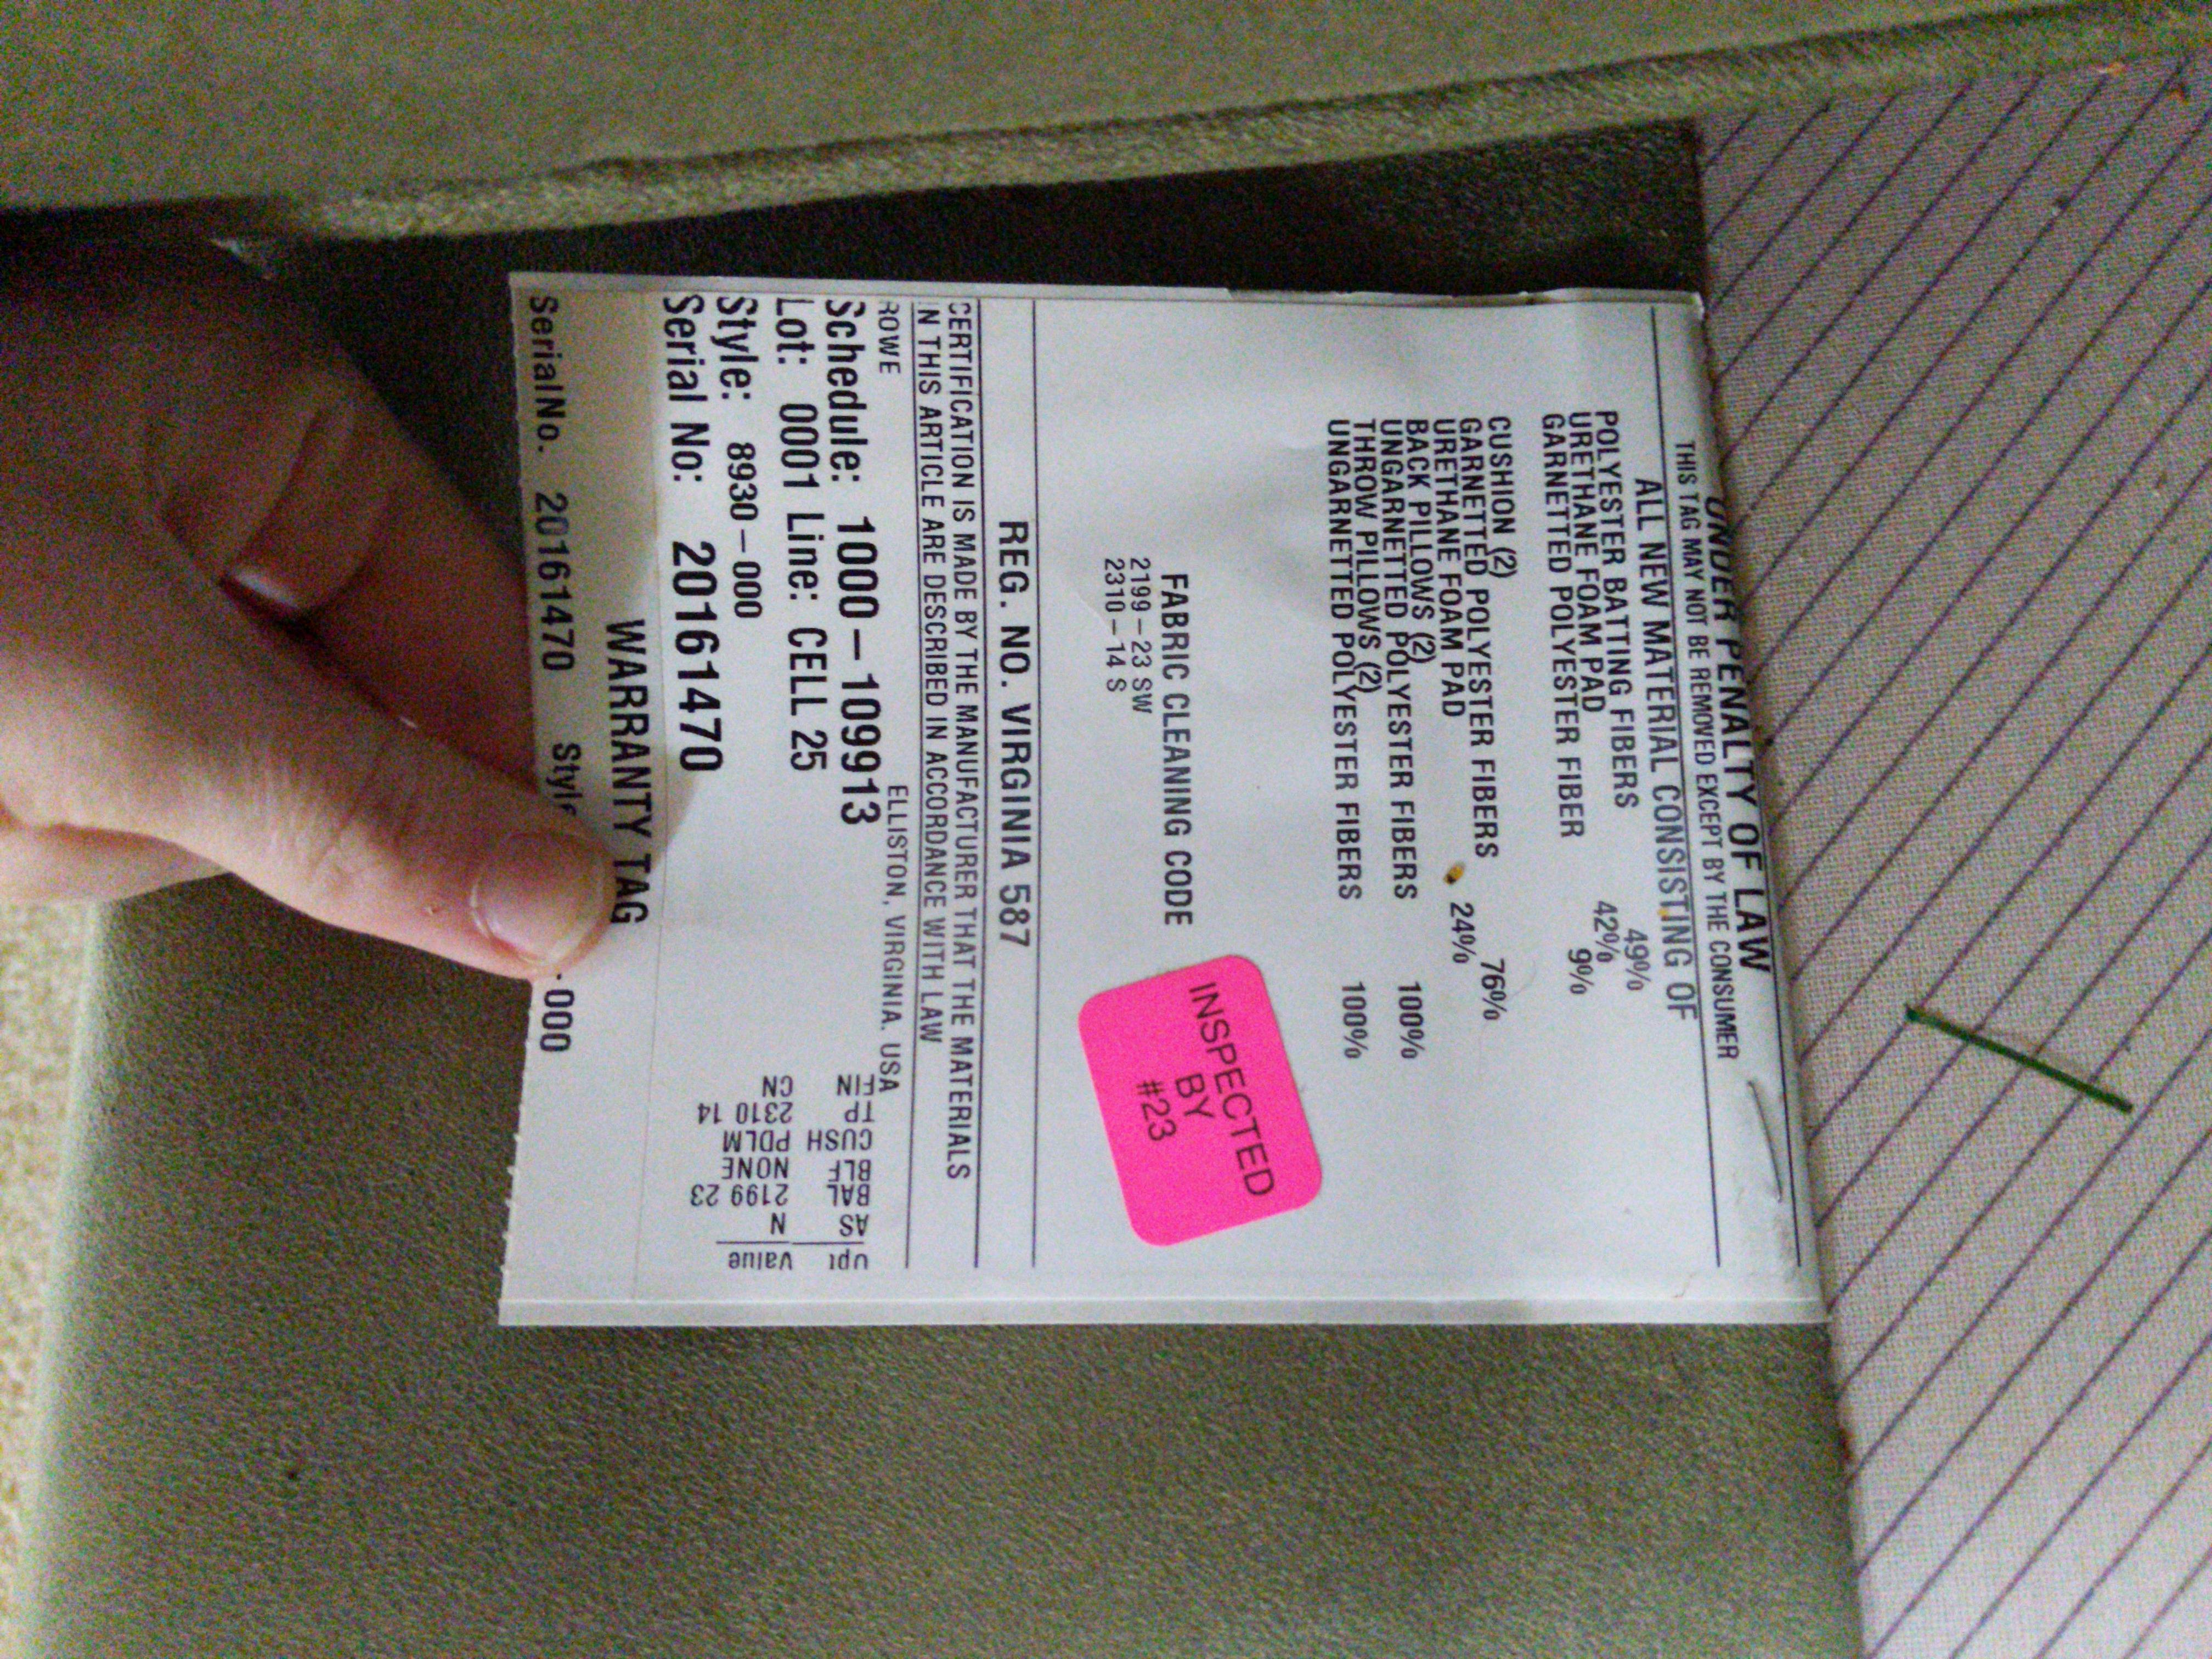 UNDER PENALTY OF LAW
THIS TAG MAY NOT BE REMOVED EXCEPT BY THE CONSUMER
ALL NEW MATERIAL CONSISTING OF
POLYESTER BATTING FIBERS 49%
URETHANE FOAM PAD 42%
GARNETTED POLYESTER FIBER 9%
CUSHION (2)
GARNETTED POLYESTER FIBERS 76%
URETHANE FOAM PAD 24%
BACK PILLOWS (2)
UNGARNETTED POLYESTER FIBERS 100%
THROW PILLOWS (2)
UNGARNETTED POLYESTER FIBERS 100%
FABRIC CLEANING CODE
2199-23 SW
2310-14 S
INSPECTED
BY
#23
REG. NO. VIRGINIA 587
CERTIFICATION IS MADE BY THE MANUFACTURER THAT THE MATERIALS
IN THIS ARTICLE ARE DESCRIBED IN ACCORDANCE WITH LAW
ROWE ELLISTON, VIRGINIA. USA
Schedule: 1000-109913
Lot: 0001 Line: CELL 25
Style: 8930-000
Serial No: 20161470
Opt Value
AS N
BAL 2199 23
BLF NONE
CUSH PDLM
TP 2310 14
FIN CN
WARRANTY TAG
SerialNo. 20161470 Style -000